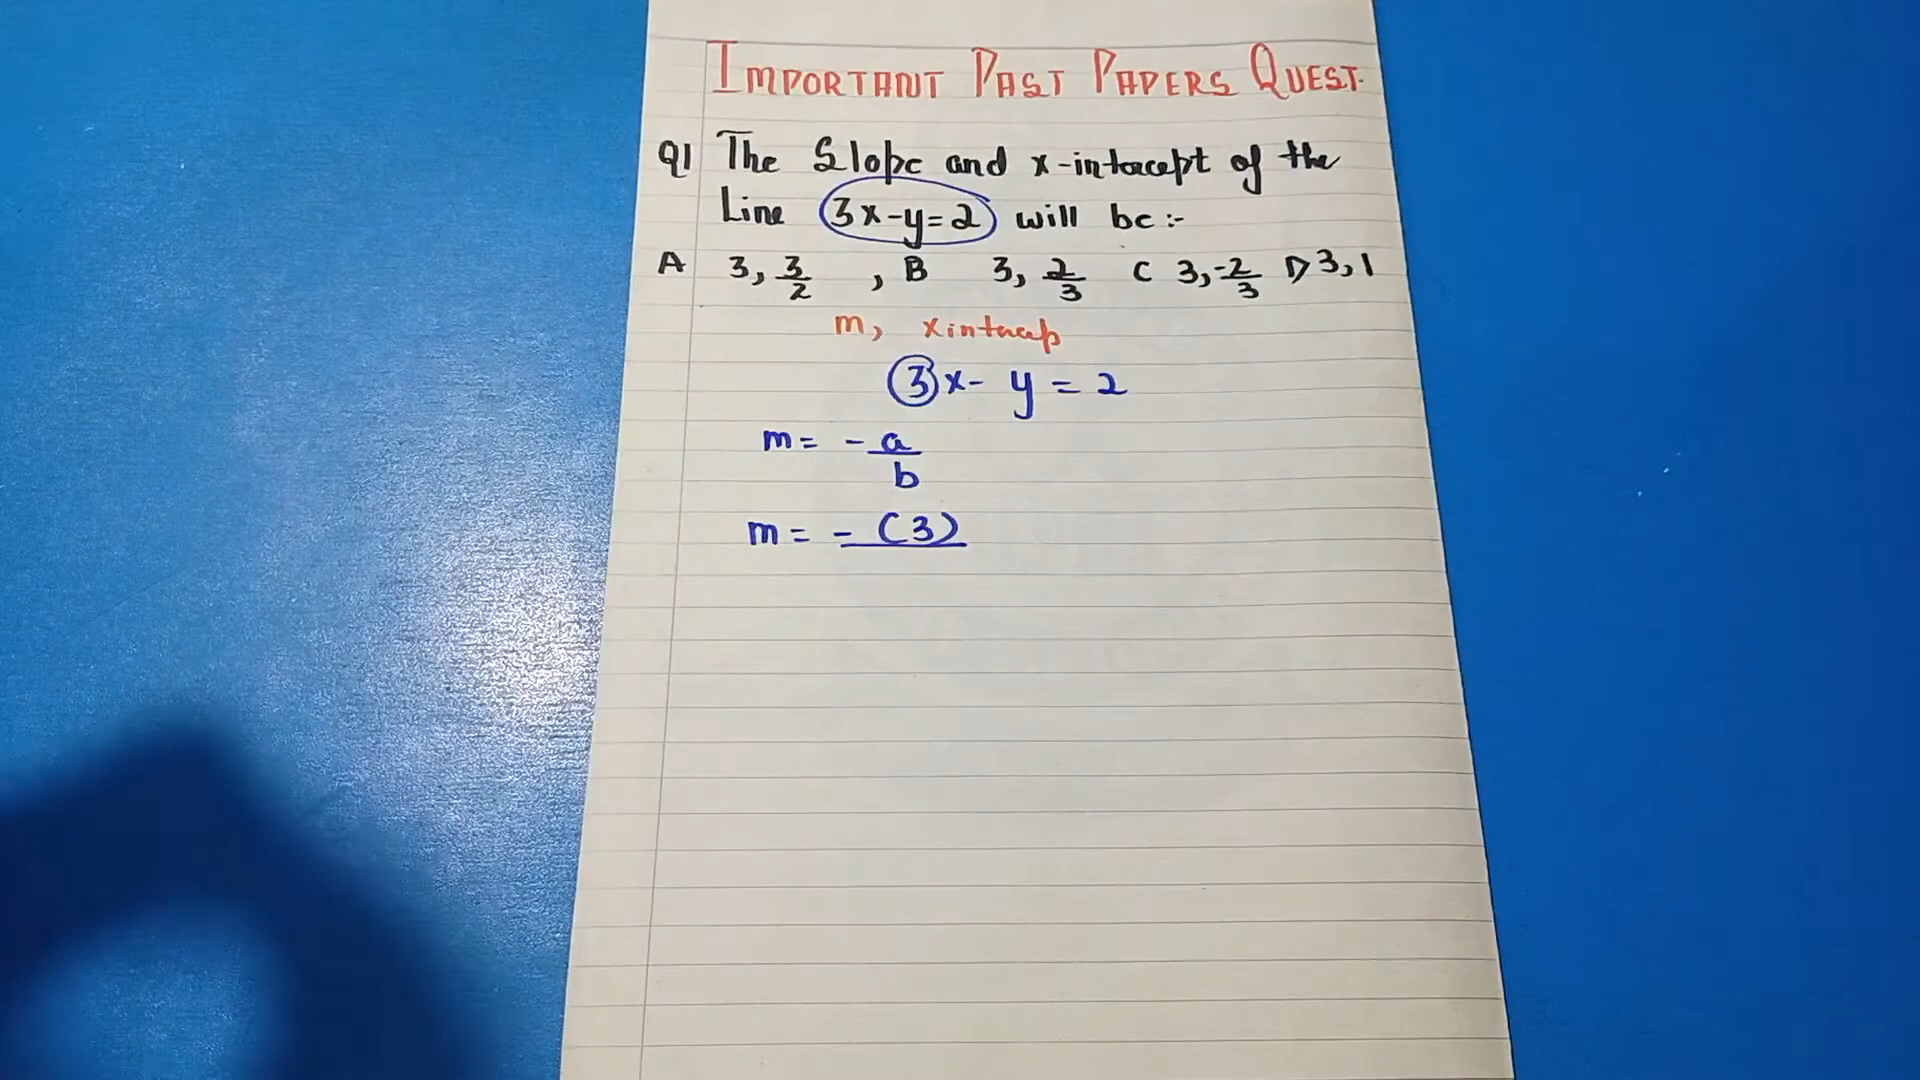 IMPORTANT PAST PAPERS QUEST.
Q1 The Slope and x-intercept of the
Line 3x-y=2 will be :-
A 3, 3/2 , B 3, 2/3 C 3, -2/3 D 3, 1
m, x intercep
3x - y = 2
m = - a/b
m = - (3)